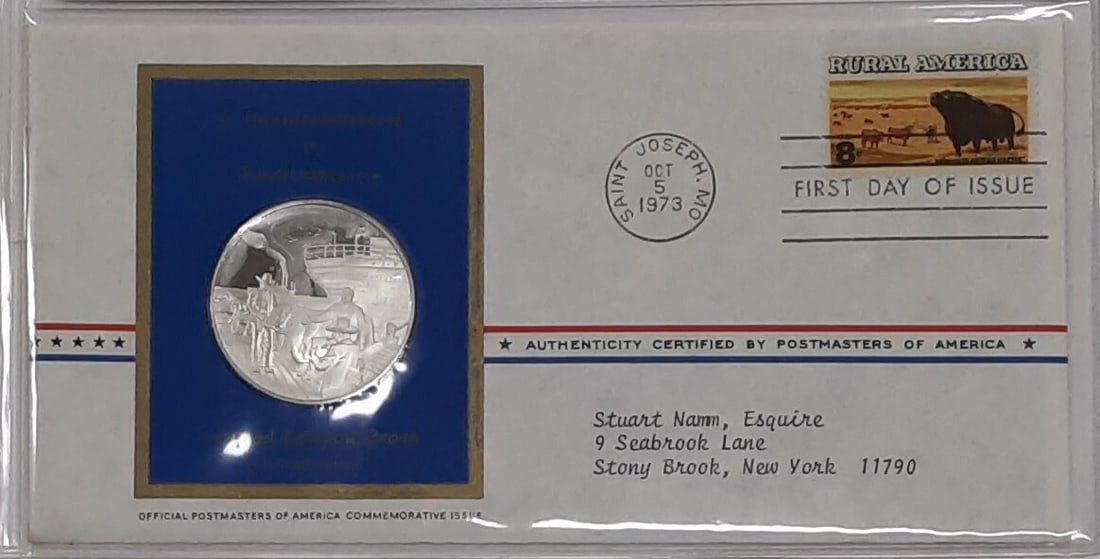 RURAL AMERICA
8
SAINT JOSEPH. MO
OCT
5
1973
FIRST DAY OF ISSUE
★ ★ ★ ★ ★ AUTHENTICITY CERTIFIED BY POSTMASTERS OF AMERICA ★
Stuart Namm, Esquire
9 Seabrook Lane
Stony Brook, New York 11790
OFFICIAL POSTMASTERS OF AMERICA COMMEMORATIVE ISSUE